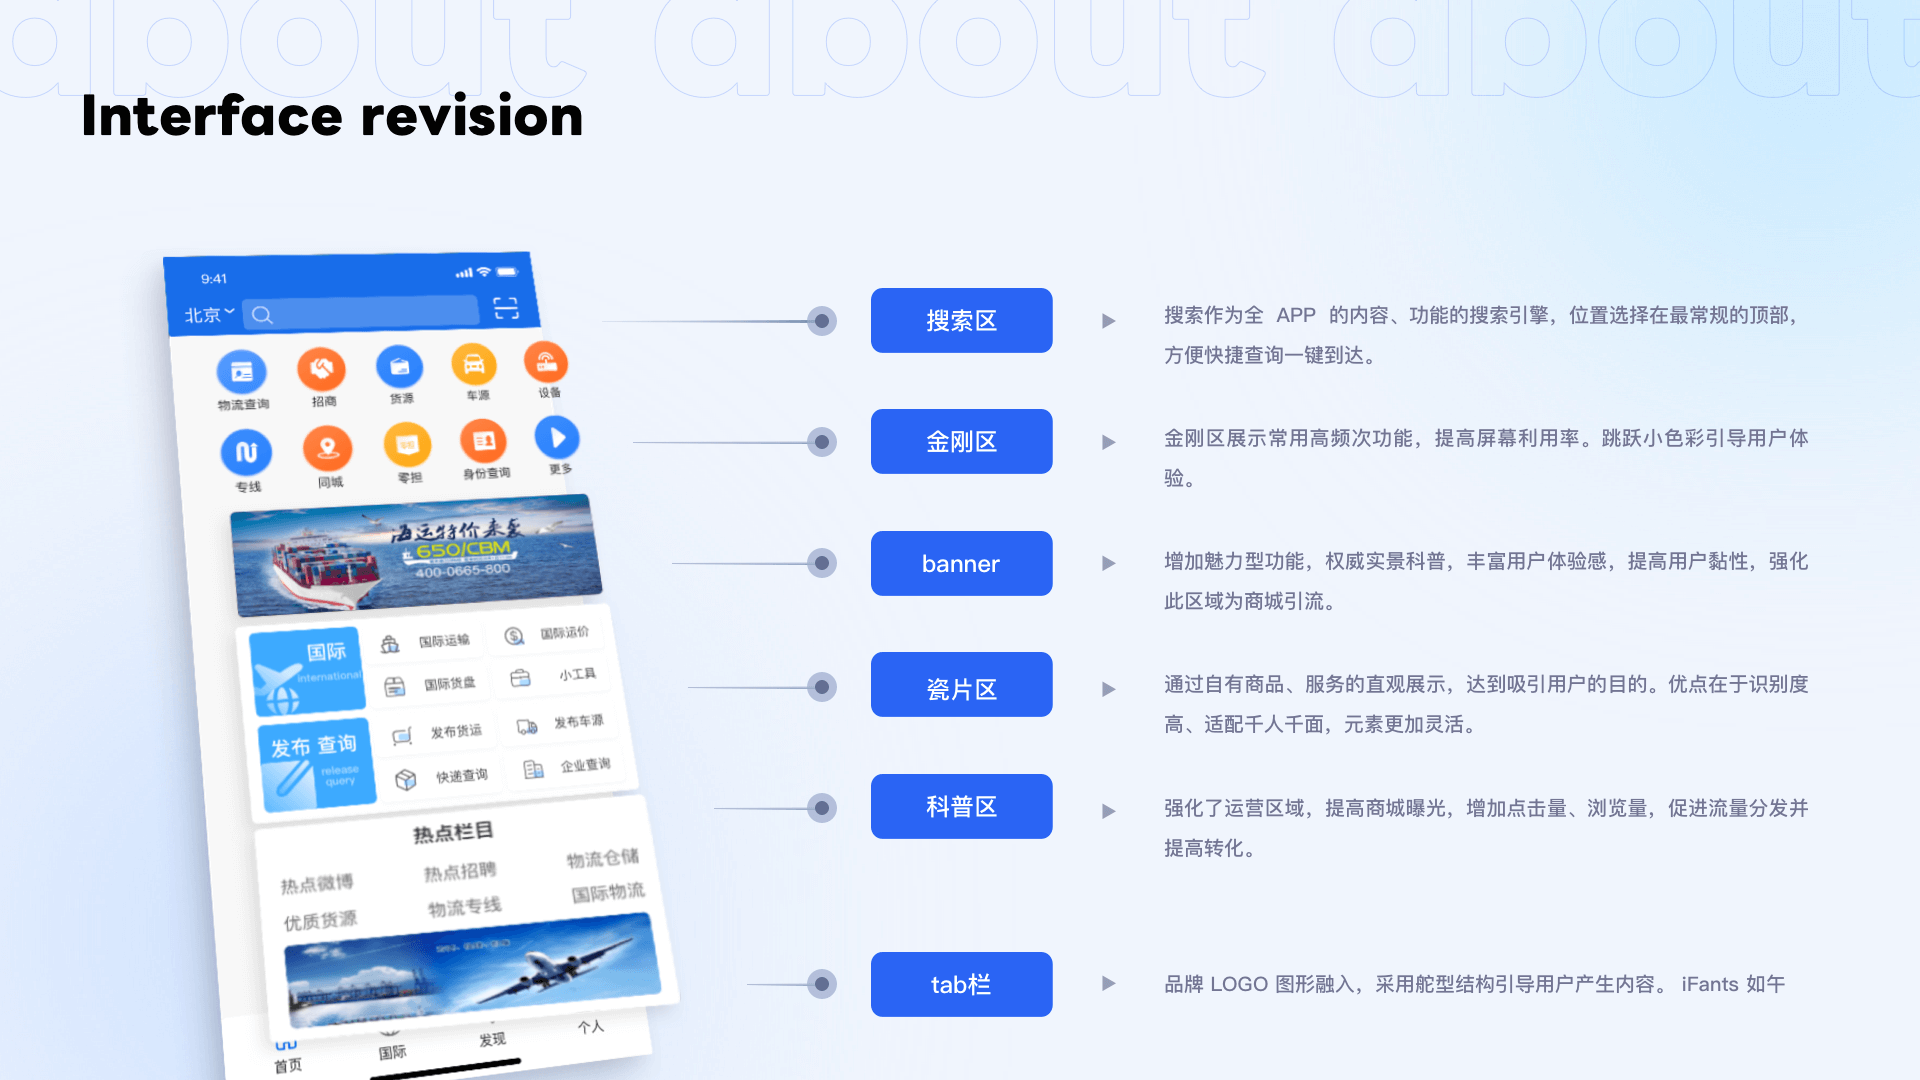 about about about
Interface revision
9:41
北京
物流查询 招商 货源 车源 设备
专线 同城 零担 身份查询 更多
海运特价来袭
650/CBM
400-0665-800
国际
international
国际运输 国际运价
国际货盘 小工具
发布 查询
release
query
发布货运 发布车源
快递查询 企业查询
热点栏目
热点微博 热点招聘 物流仓储
优质货源 物流专线 国际物流
首页 国际 发现 个人
搜索区
搜索作为全 APP 的内容、功能的搜索引擎，位置选择在最常规的顶部，
方便快捷查询一键到达。
金刚区
金刚区展示常用高频次功能，提高屏幕利用率。跳跃小色彩引导用户体
验。
banner
增加魅力型功能，权威实景科普，丰富用户体验感，提高用户黏性，强化
此区域为商城引流。
瓷片区
通过自有商品、服务的直观展示，达到吸引用户的目的。优点在于识别度
高、适配千人千面，元素更加灵活。
科普区
强化了运营区域，提高商城曝光，增加点击量、浏览量，促进流量分发并
提高转化。
tab栏
品牌 LOGO 图形融入，采用舵型结构引导用户产生内容。 iFants 如午